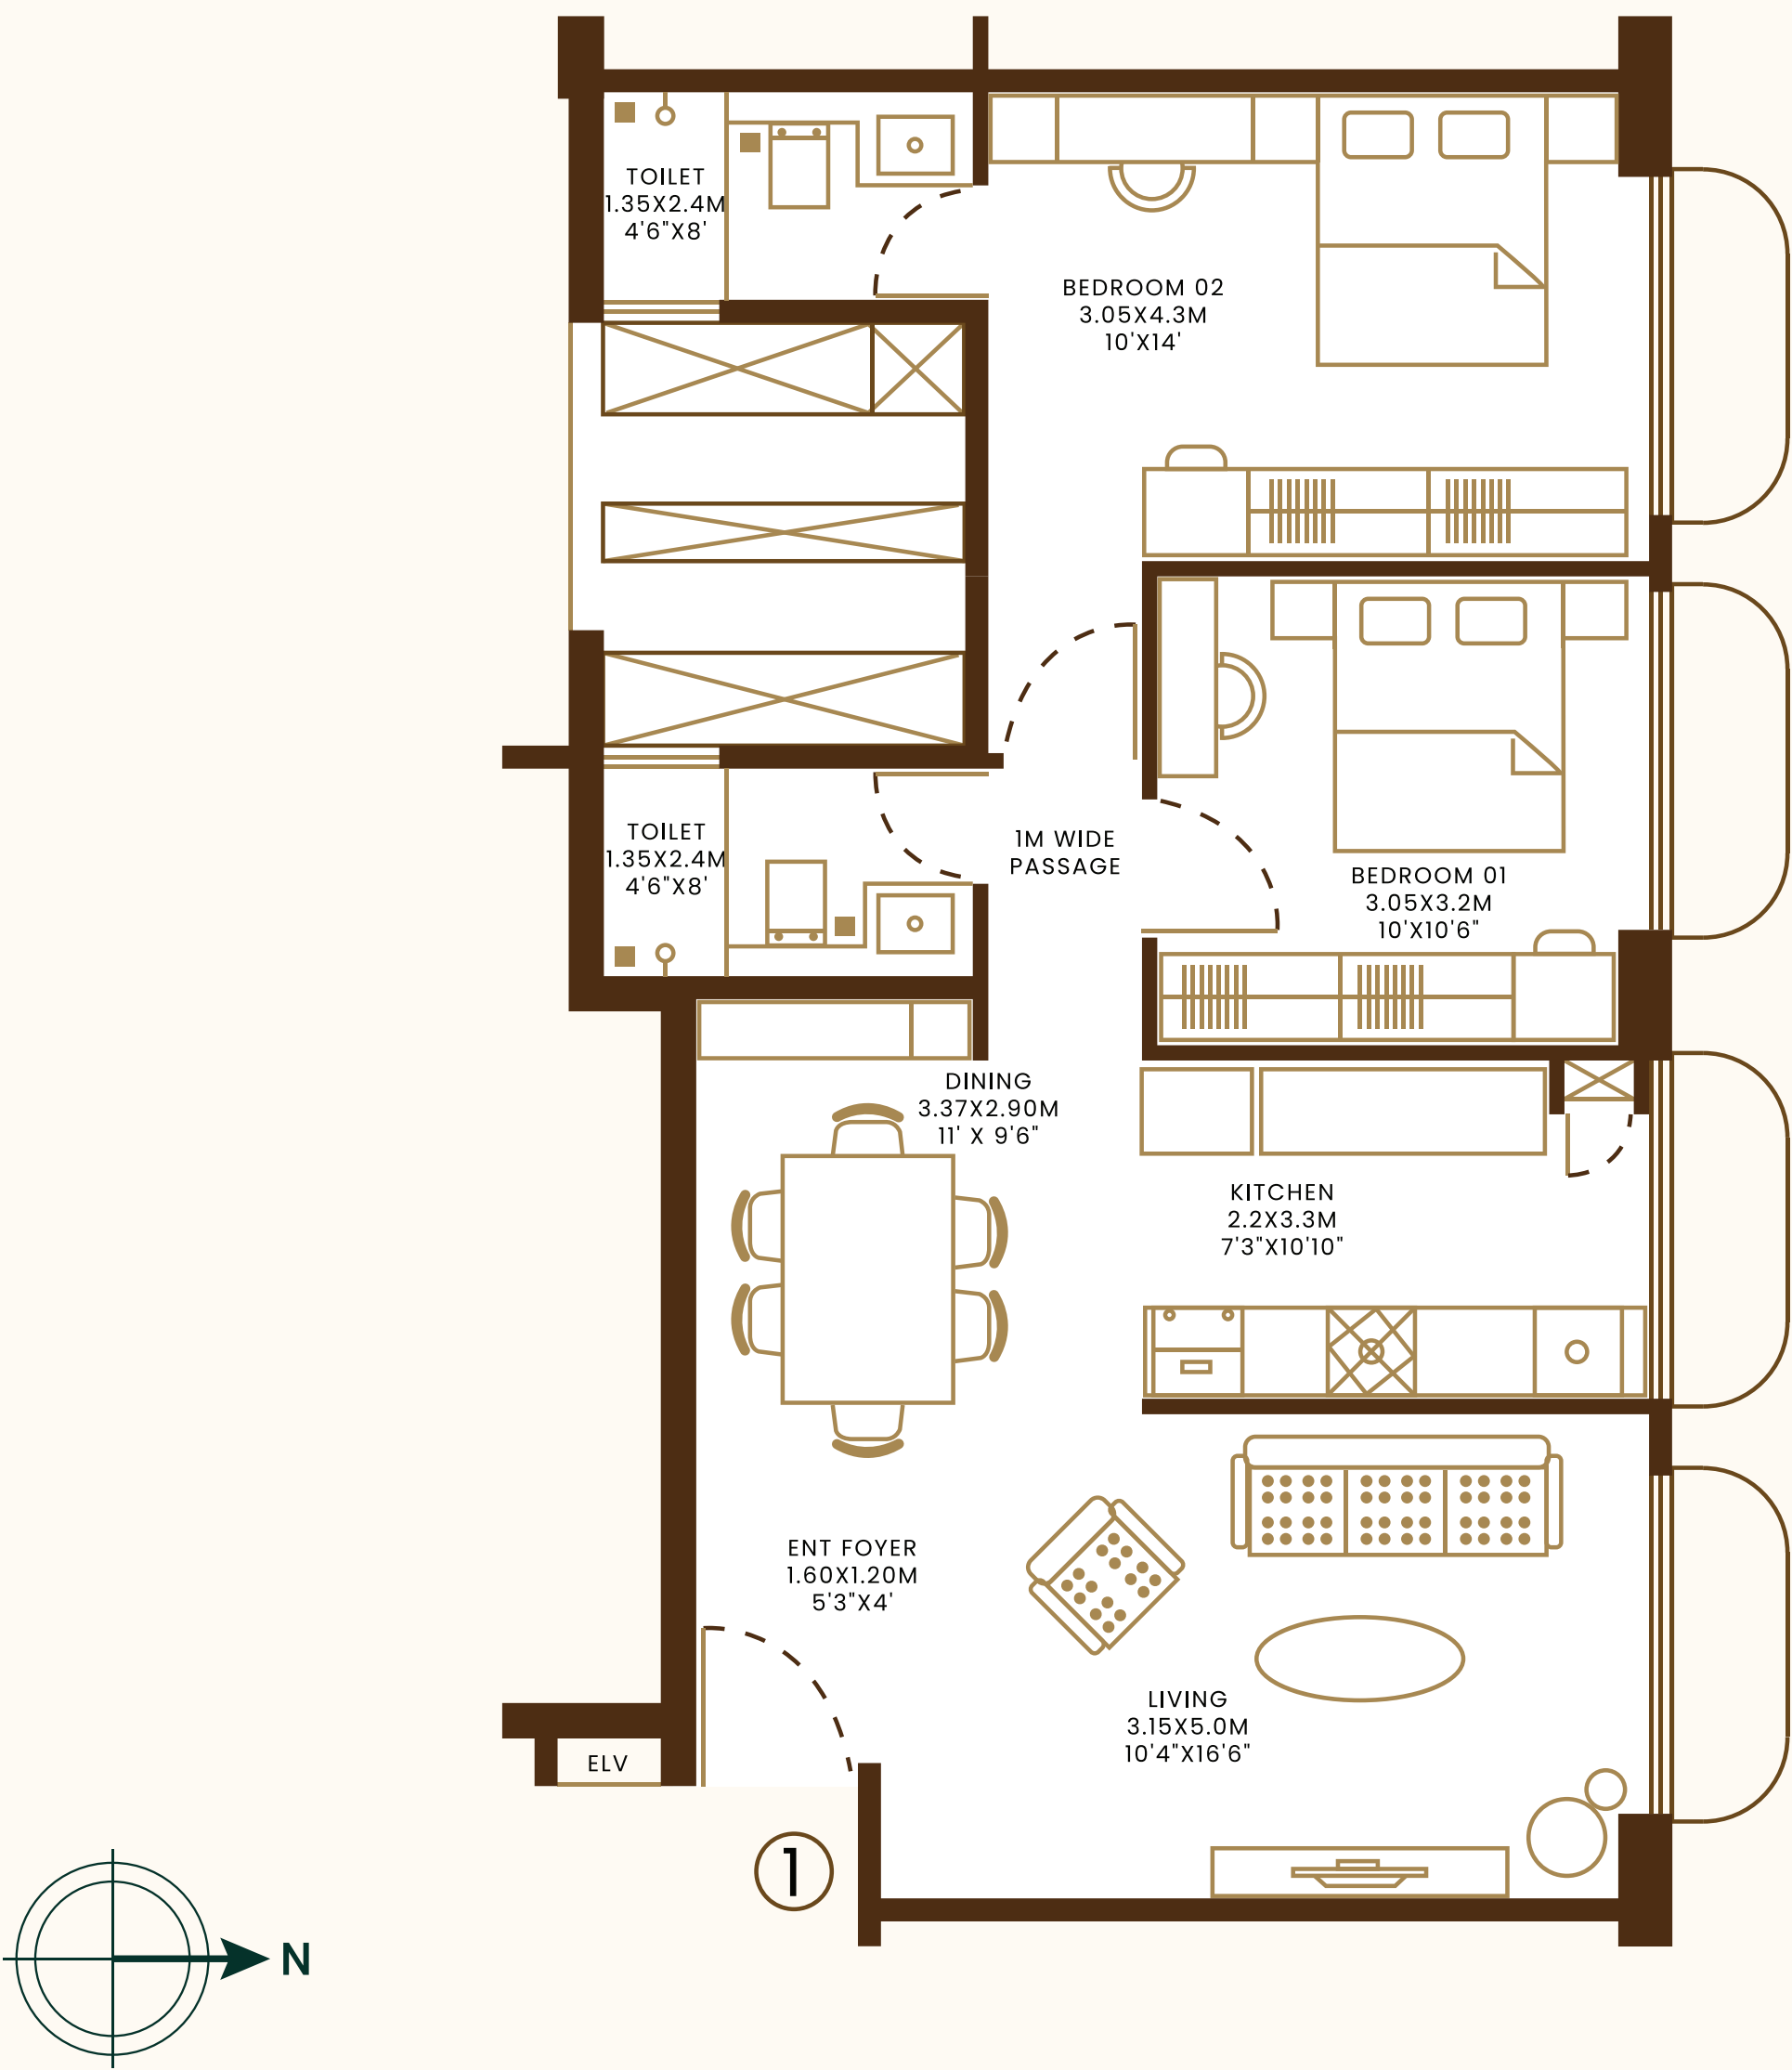 TOILET
1.35X2.4M
4'6"X8'
BEDROOM 02
3.05X4.3M
10'X14'
TOILET
1.35X2.4M
4'6"X8'
1M WIDE
PASSAGE
BEDROOM 01
3.05X3.2M
10'X10'6"
DINING
3.37X2.90M
11' X 9'6"
KITCHEN
2.2X3.3M
7'3"X10'10"
ENT FOYER
1.60X1.20M
5'3"X4'
LIVING
3.15X5.0M
10'4"X16'6"
ELV
1
N